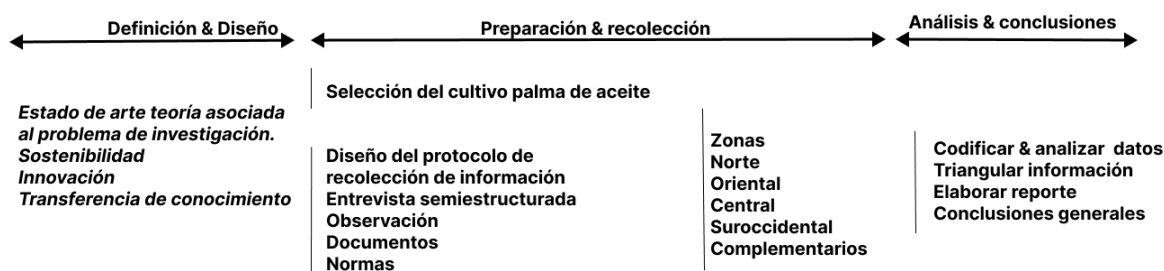 Definición & Diseño
Preparación & recolección
Análisis & conclusiones
Estado de arte teoría asociada
al problema de investigación.
Sostenibilidad
Innovación
Transferencia de conocimiento
Selección del cultivo palma de aceite
Diseño del protocolo de
recolección de información
Entrevista semiestructurada
Observación
Documentos
Normas
Zonas
Norte
Oriental
Central
Suroccidental
Complementarios
Codificar & analizar datos
Triangular información
Elaborar reporte
Conclusiones generales